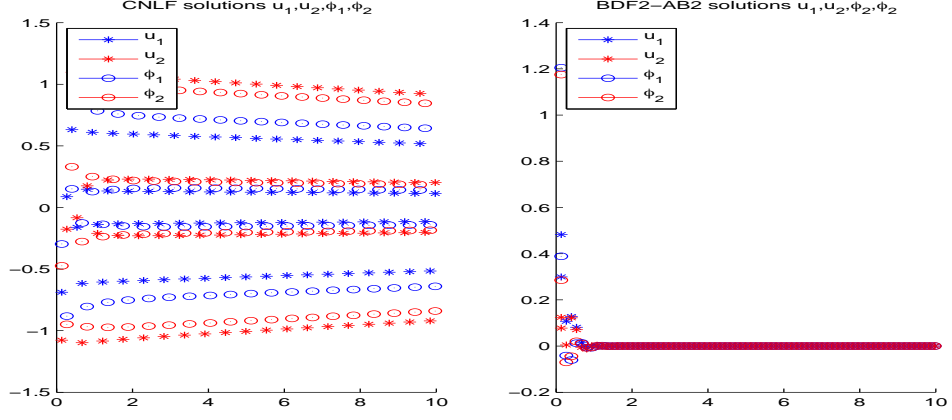 CNLF solutions u₁,u₂,ϕ₁,ϕ₂
1.5
1
0.5
0
−0.5
−1
−1.5
0
2
4
6
8
10
u₁
u₂
ϕ₁
ϕ₂
BDF2−AB2 solutions u₁,u₂,ϕ₂,ϕ₂
1.4
1.2
1
0.8
0.6
0.4
0.2
0
−0.2
0
2
4
6
8
10
u₁
u₂
ϕ₁
ϕ₂